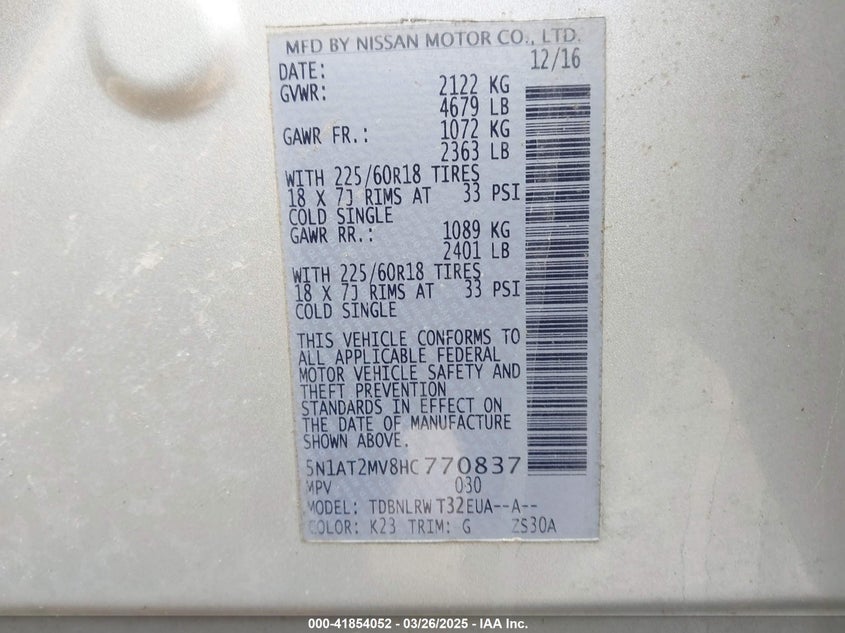 MFD BY NISSAN MOTOR CO., LTD.
DATE: 12/16
GVWR: 2122 KG
4679 LB
GAWR FR.: 1072 KG
2363 LB
WITH 225/60R18 TIRES
18 X 7J RIMS AT 33 PSI
COLD SINGLE
GAWR RR.: 1089 KG
2401 LB
WITH 225/60R18 TIRES
18 X 7J RIMS AT 33 PSI
COLD SINGLE
THIS VEHICLE CONFORMS TO
ALL APPLICABLE FEDERAL
MOTOR VEHICLE SAFETY AND
THEFT PREVENTION
STANDARDS IN EFFECT ON
THE DATE OF MANUFACTURE
SHOWN ABOVE.
5N1AT2MV8HC770837
MPV 030
MODEL: TDBNLRW T32EUA--A--
COLOR: K23 TRIM: G ZS30A
000-41854052 - 03/26/2025 - IAA Inc.